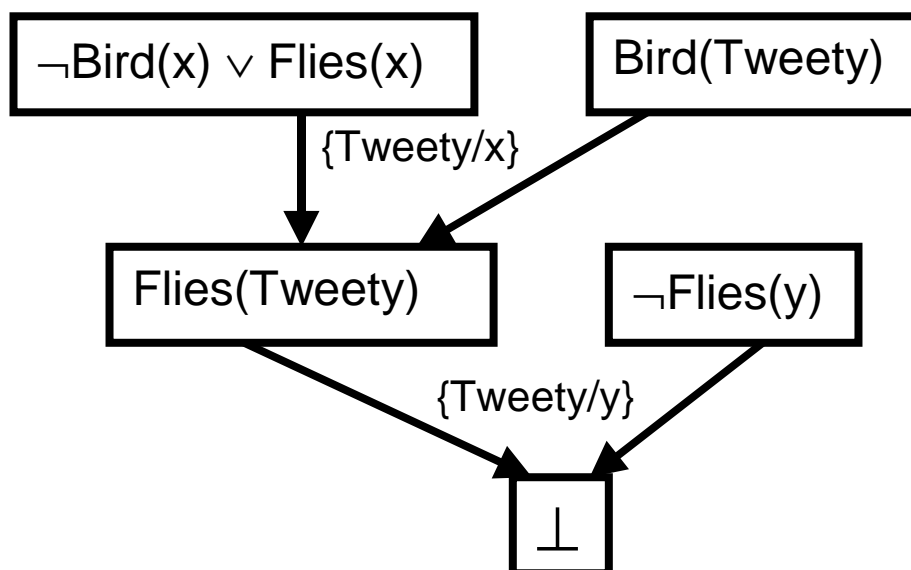 ¬Bird(x) ∨ Flies(x)
Bird(Tweety)
{Tweety/x}
Flies(Tweety)
¬Flies(y)
{Tweety/y}
⊥